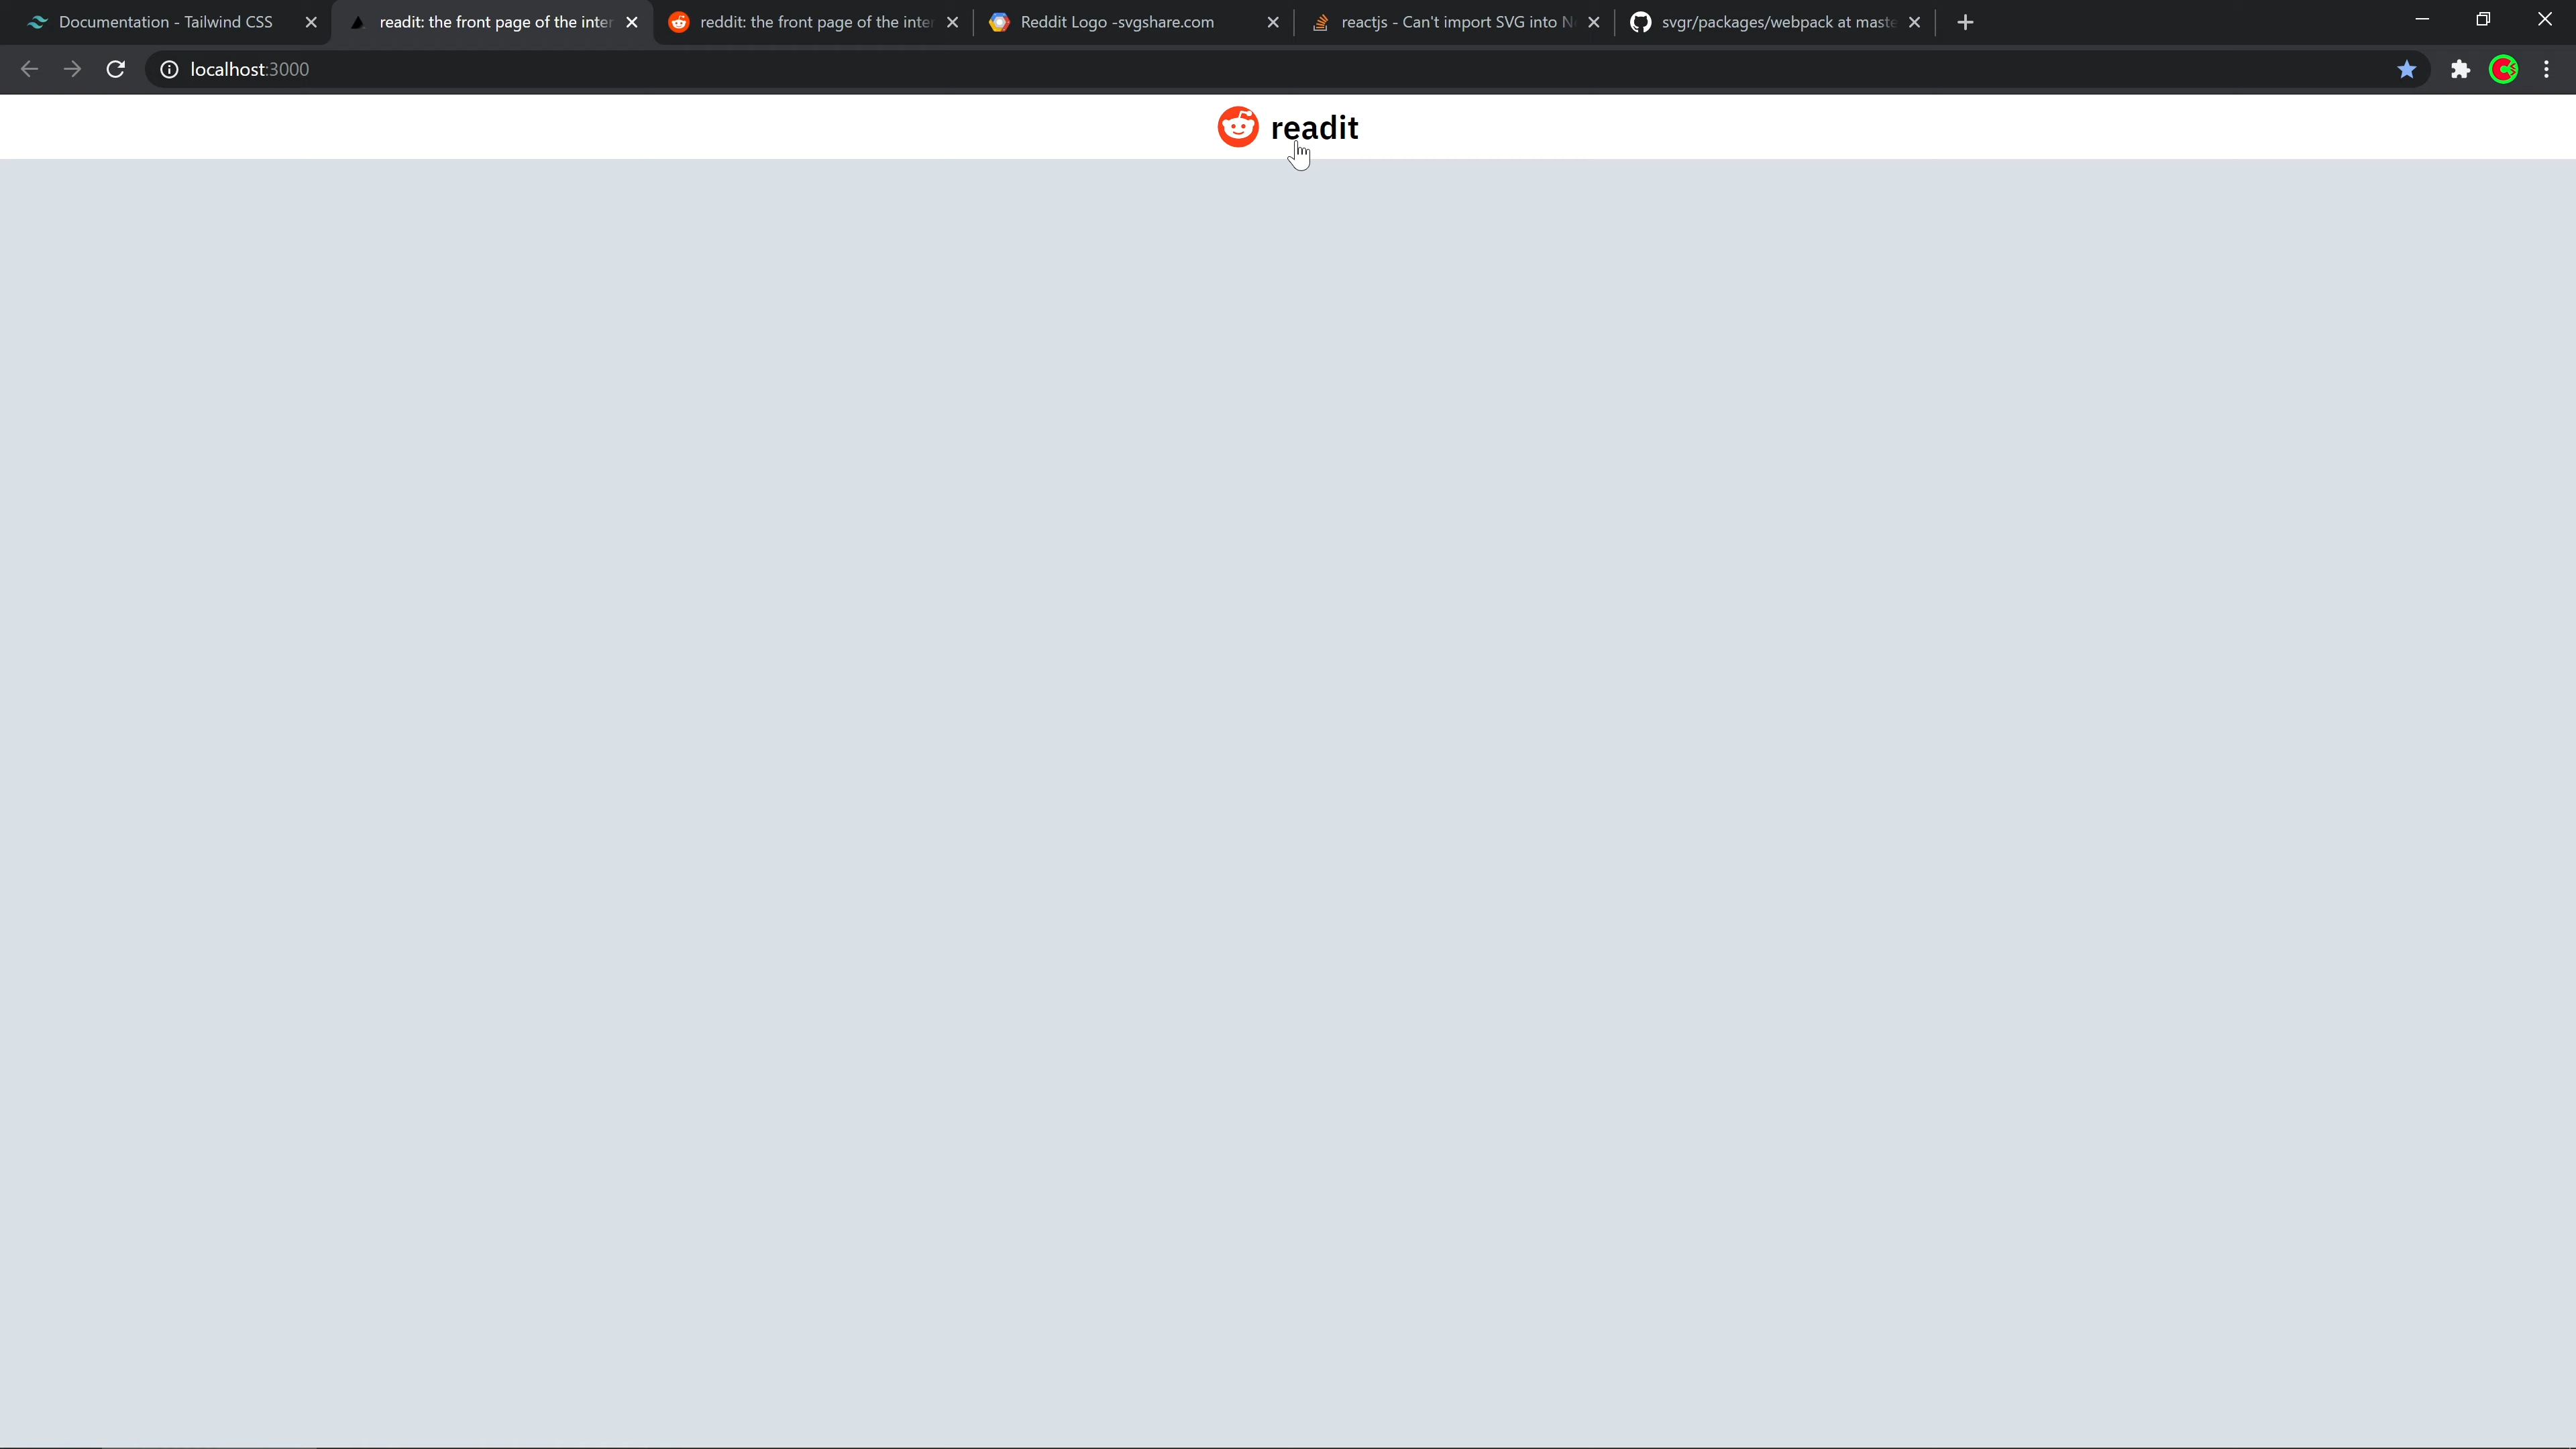 Documentation - Tailwind CSS
readit: the front page of the inter
reddit: the front page of the inter
Reddit Logo -svgshare.com
reactjs - Can't import SVG into N
svgr/packages/webpack at maste
localhost:3000
readit